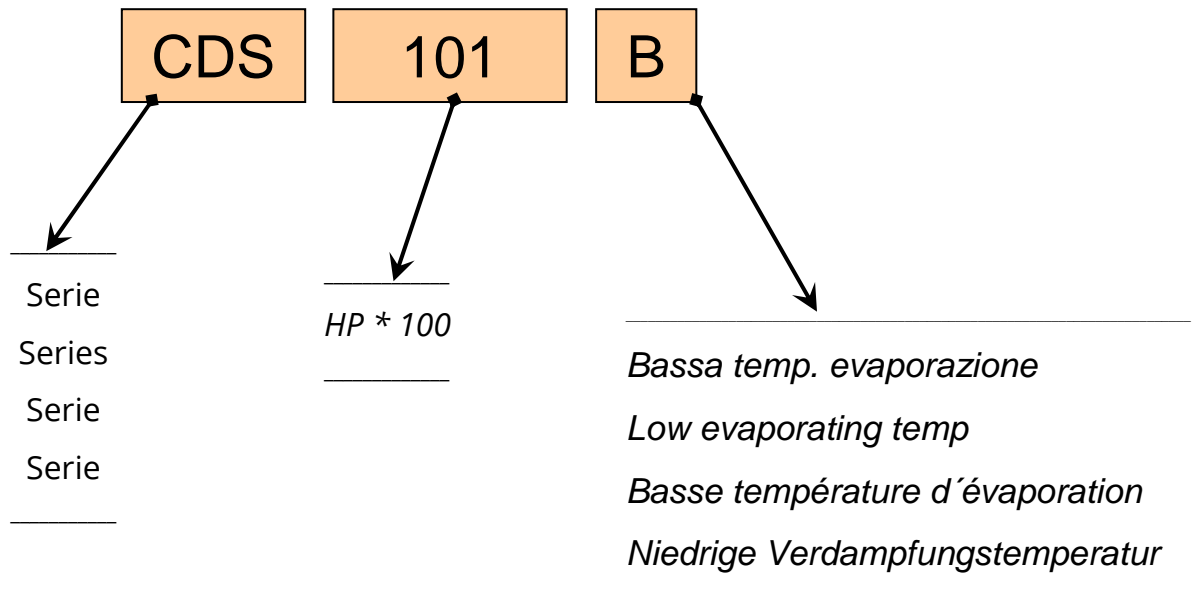 CDS 101 B
Serie
Series
Serie
Serie
HP * 100
Bassa temp. evaporazione
Low evaporating temp
Basse température d´évaporation
Niedrige Verdampfungstemperatur